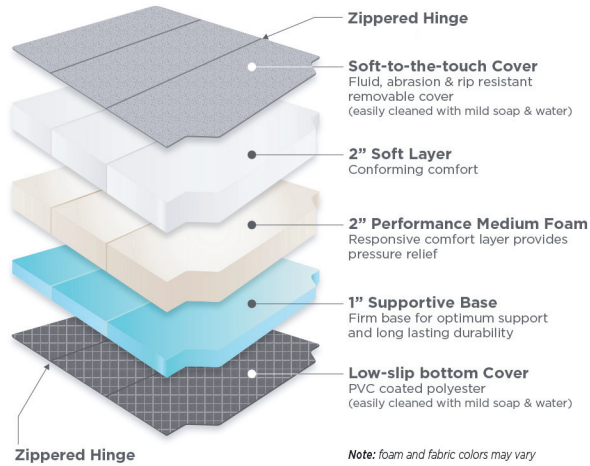 Zippered Hinge
Soft-to-the-touch Cover
Fluid, abrasion & rip resistant
removable cover
(easily cleaned with mild soap & water)
2” Soft Layer
Conforming comfort
2” Performance Medium Foam
Responsive comfort layer provides
pressure relief
1” Supportive Base
Firm base for optimum support
and long lasting durability
Low-slip bottom Cover
PVC coated polyester
(easily cleaned with mild soap & water)
Zippered Hinge
Note: foam and fabric colors may vary